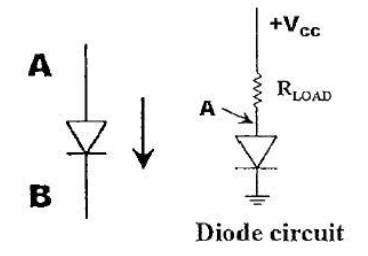 A
B
+Vcc
RLOAD
A
Diode circuit